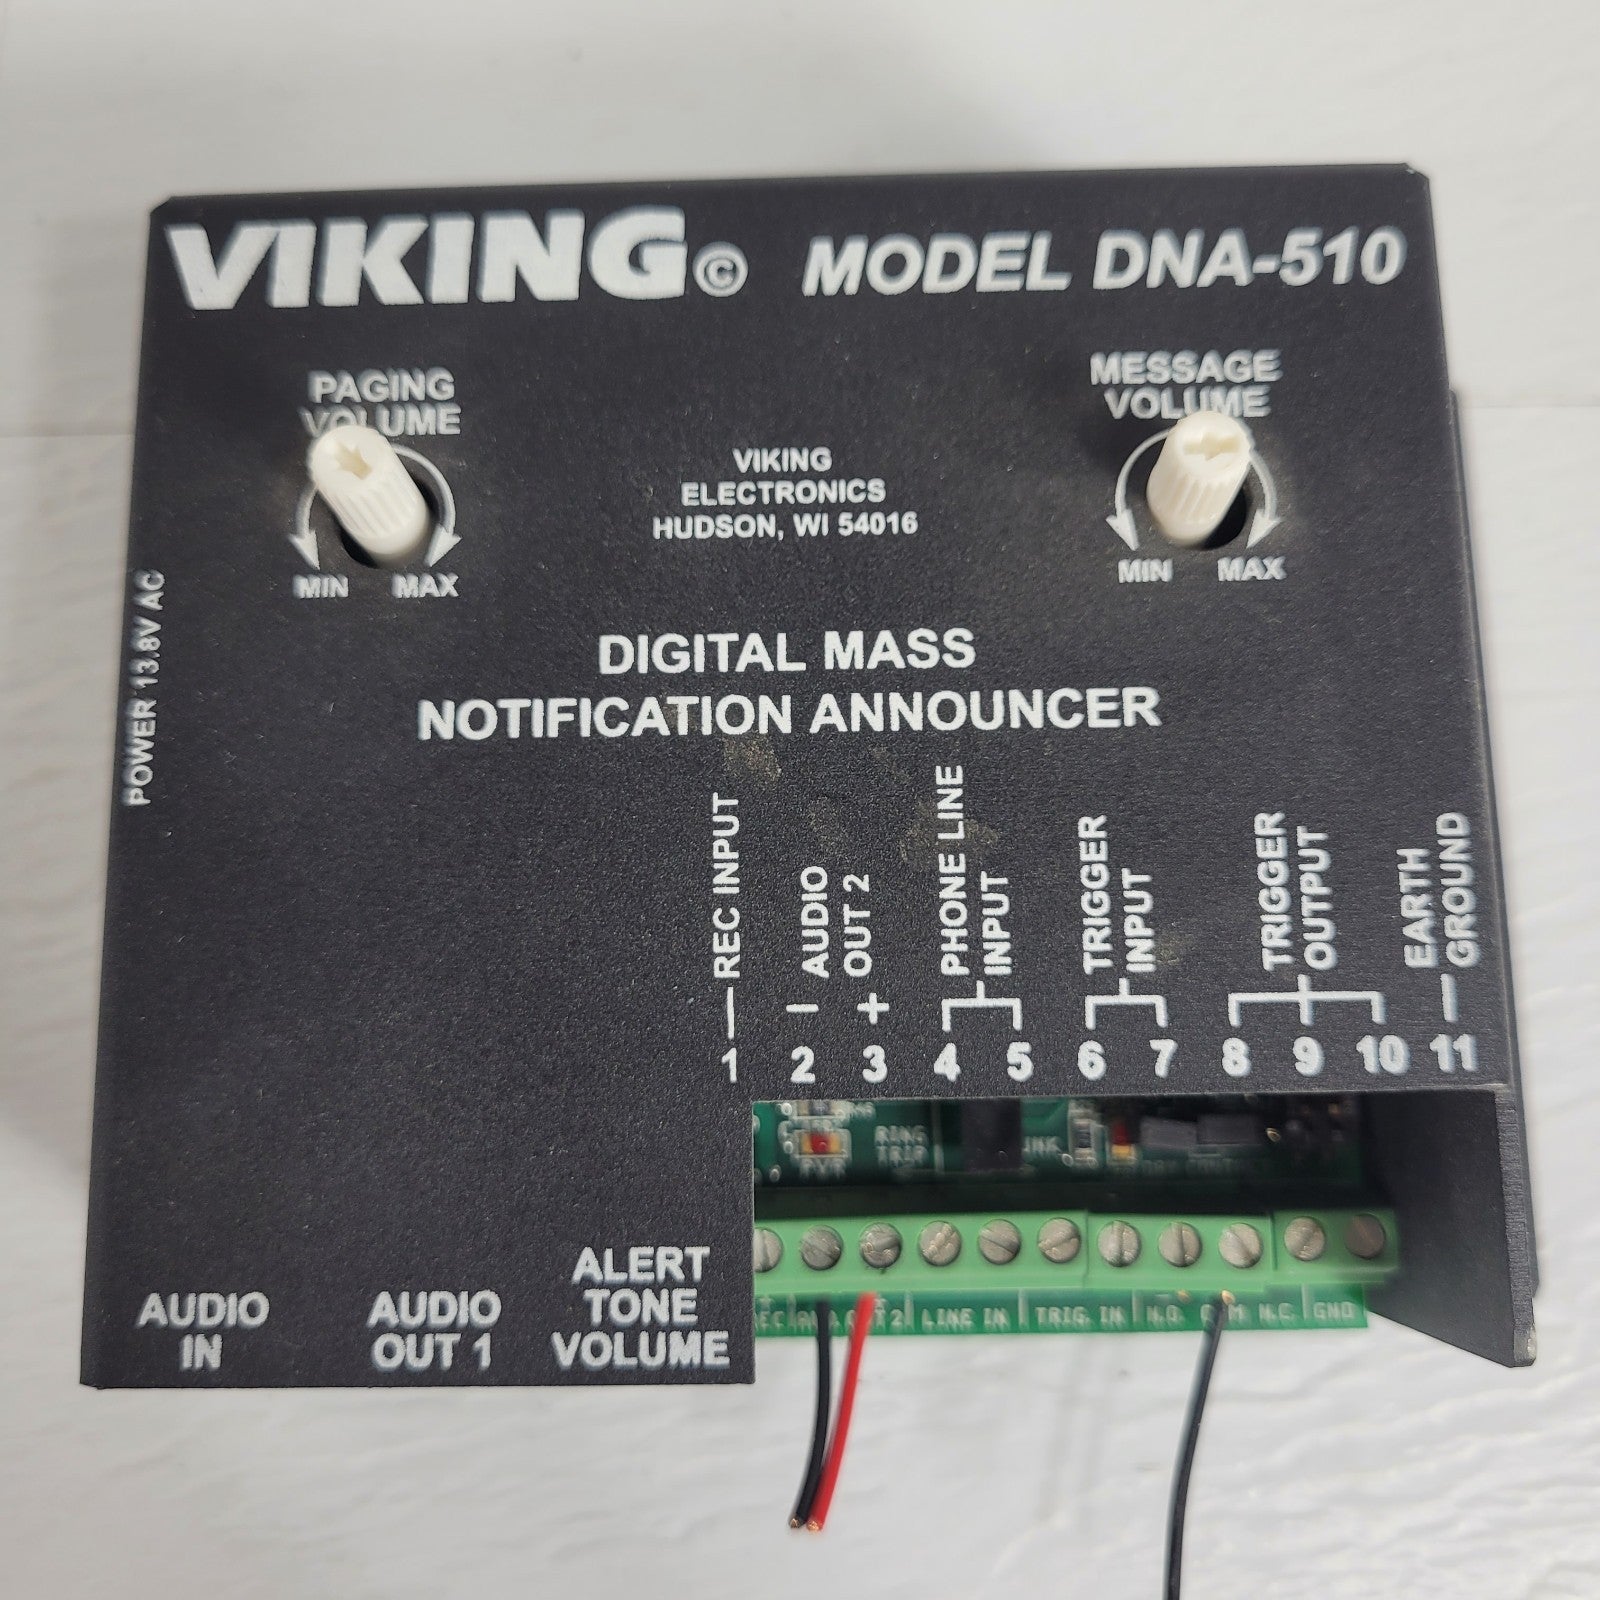 VIKING© MODEL DNA-510
PAGING
VOLUME
MIN MAX
MESSAGE
VOLUME
MIN MAX
VIKING
ELECTRONICS
HUDSON, WI 54016
POWER 13.8V AC
DIGITAL MASS
NOTIFICATION ANNOUNCER
REC INPUT
AUDIO
OUT 2
PHONE LINE
INPUT
TRIGGER
INPUT
TRIGGER
OUTPUT
EARTH
GROUND
− +
1 2 3 4 5 6 7 8 9 10 11
RING
TRIP
AUDIO
IN
AUDIO
OUT 1
ALERT
TONE
VOLUME
LINE IN TRIG. IN N.O. N.C. GND